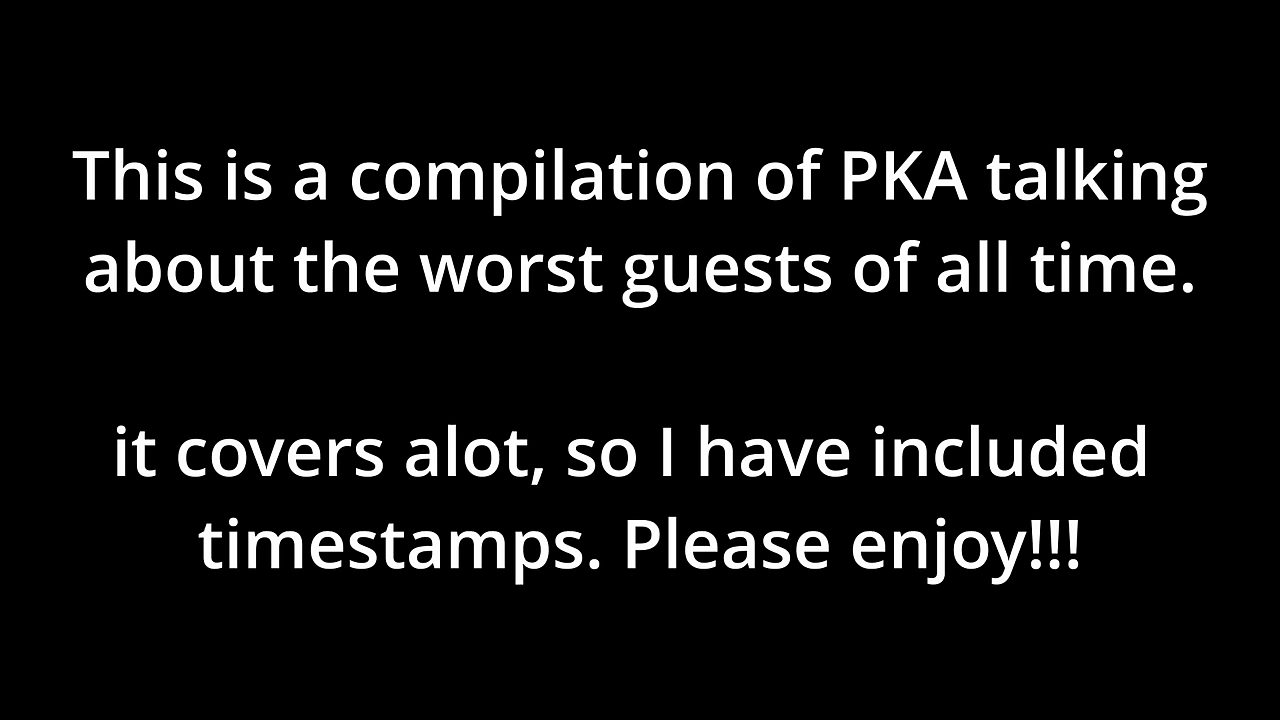 This is a compilation of PKA talking
about the worst guests of all time.
it covers alot, so I have included
timestamps. Please enjoy!!!